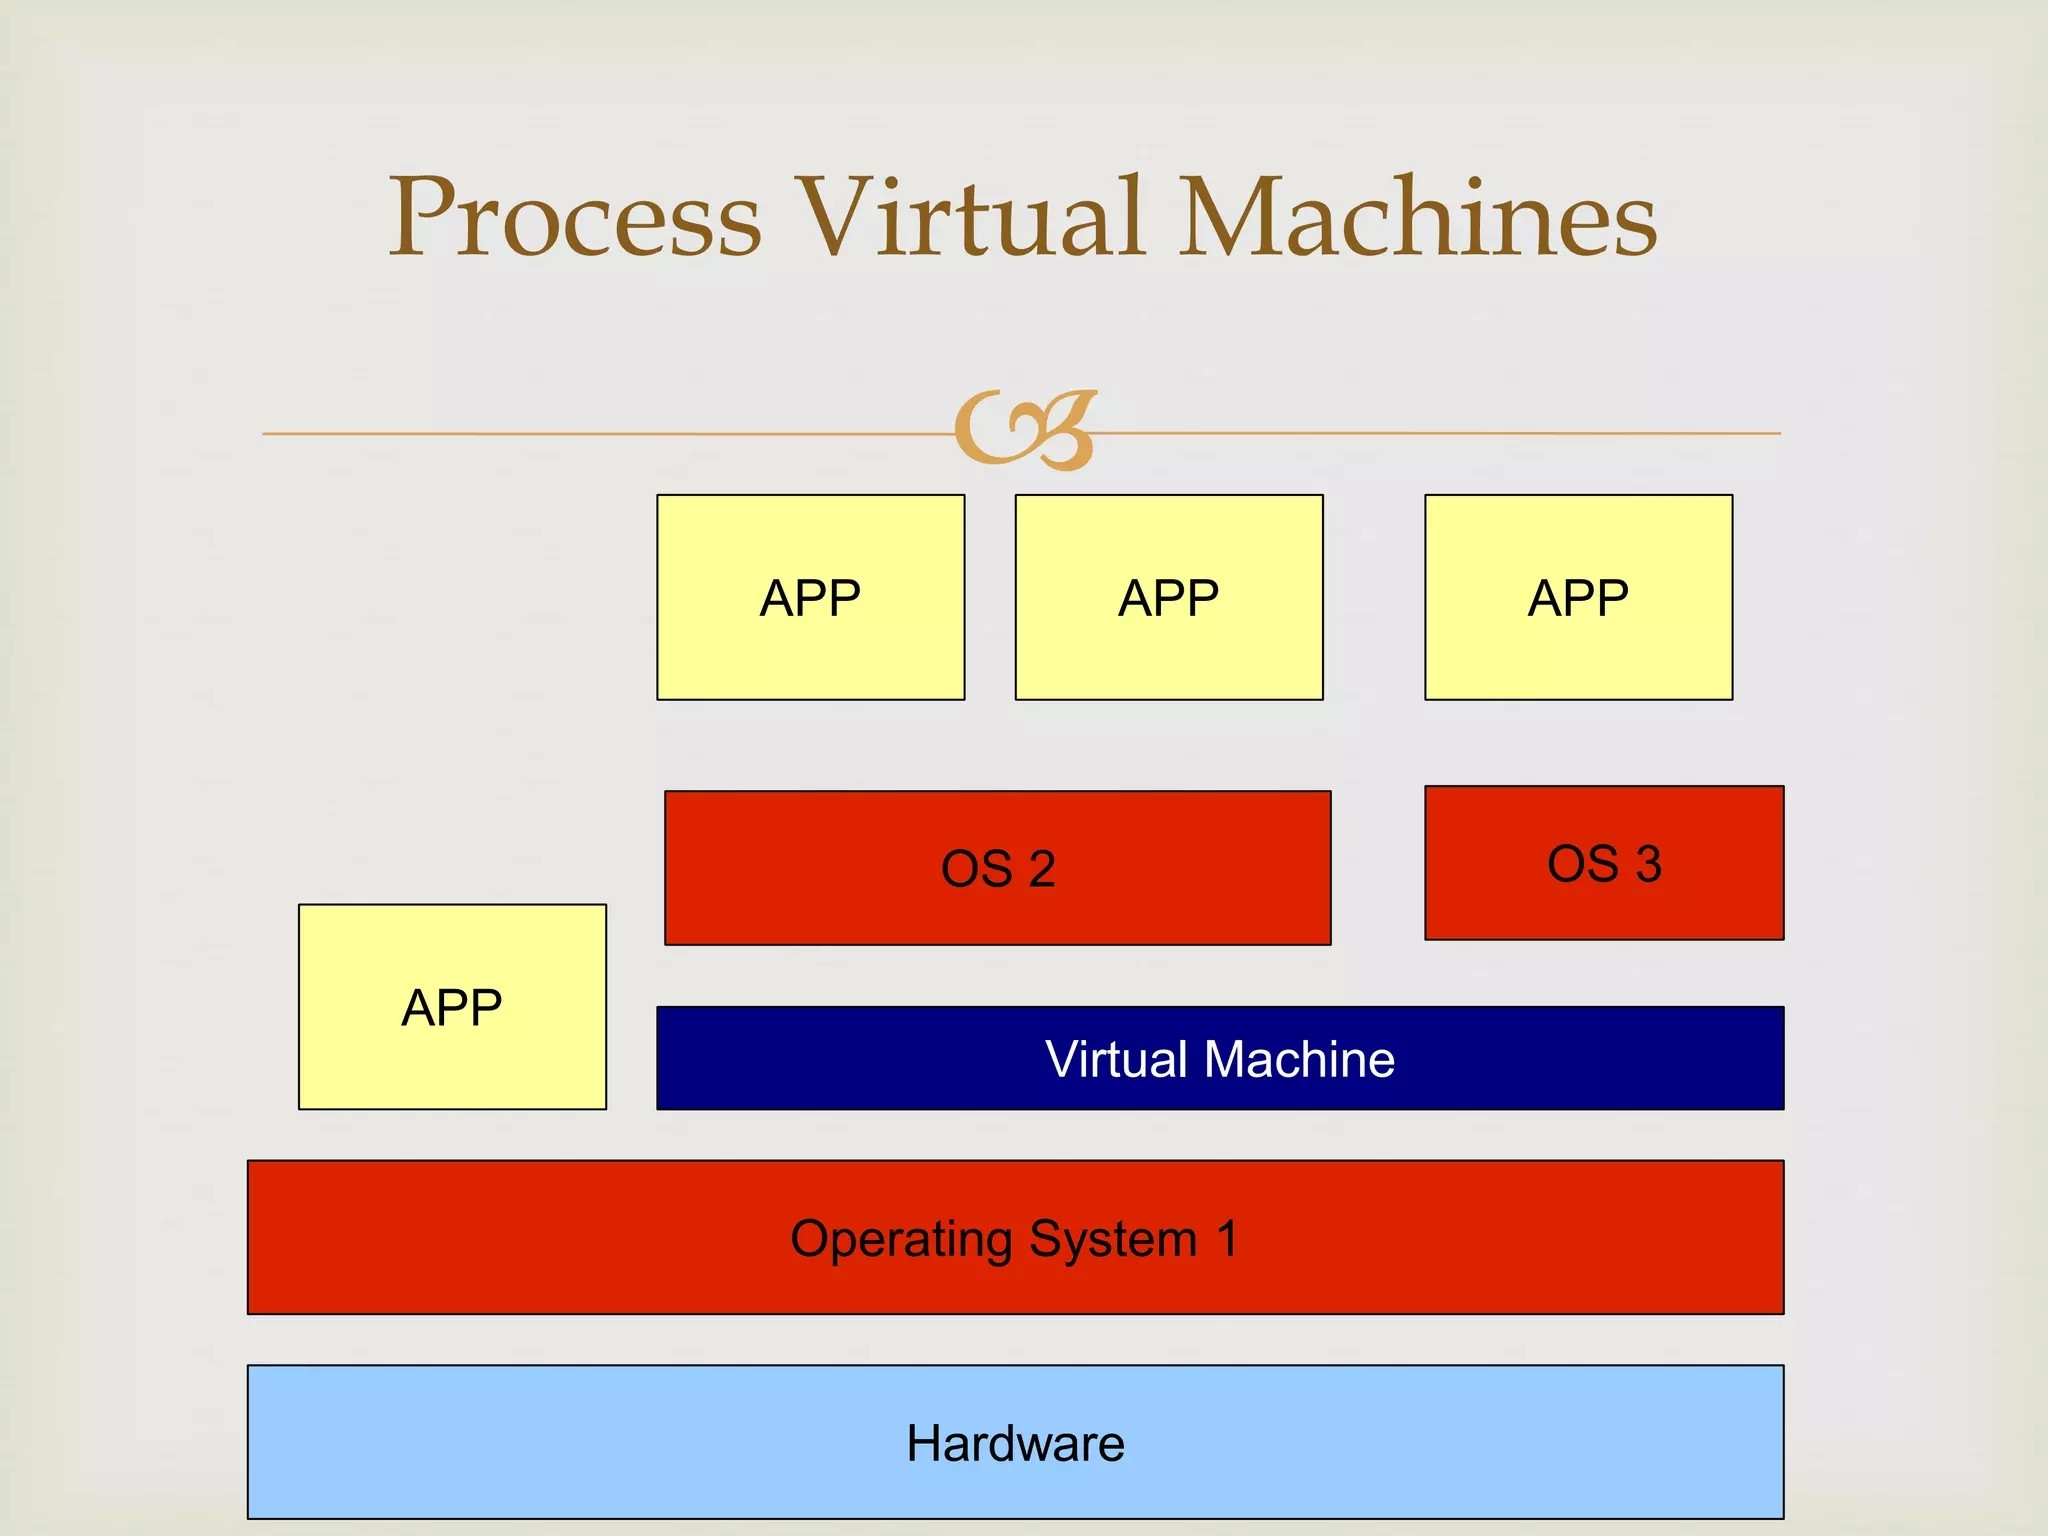 Process Virtual Machines
APP
APP
APP
OS 2
OS 3
APP
Virtual Machine
Operating System 1
Hardware